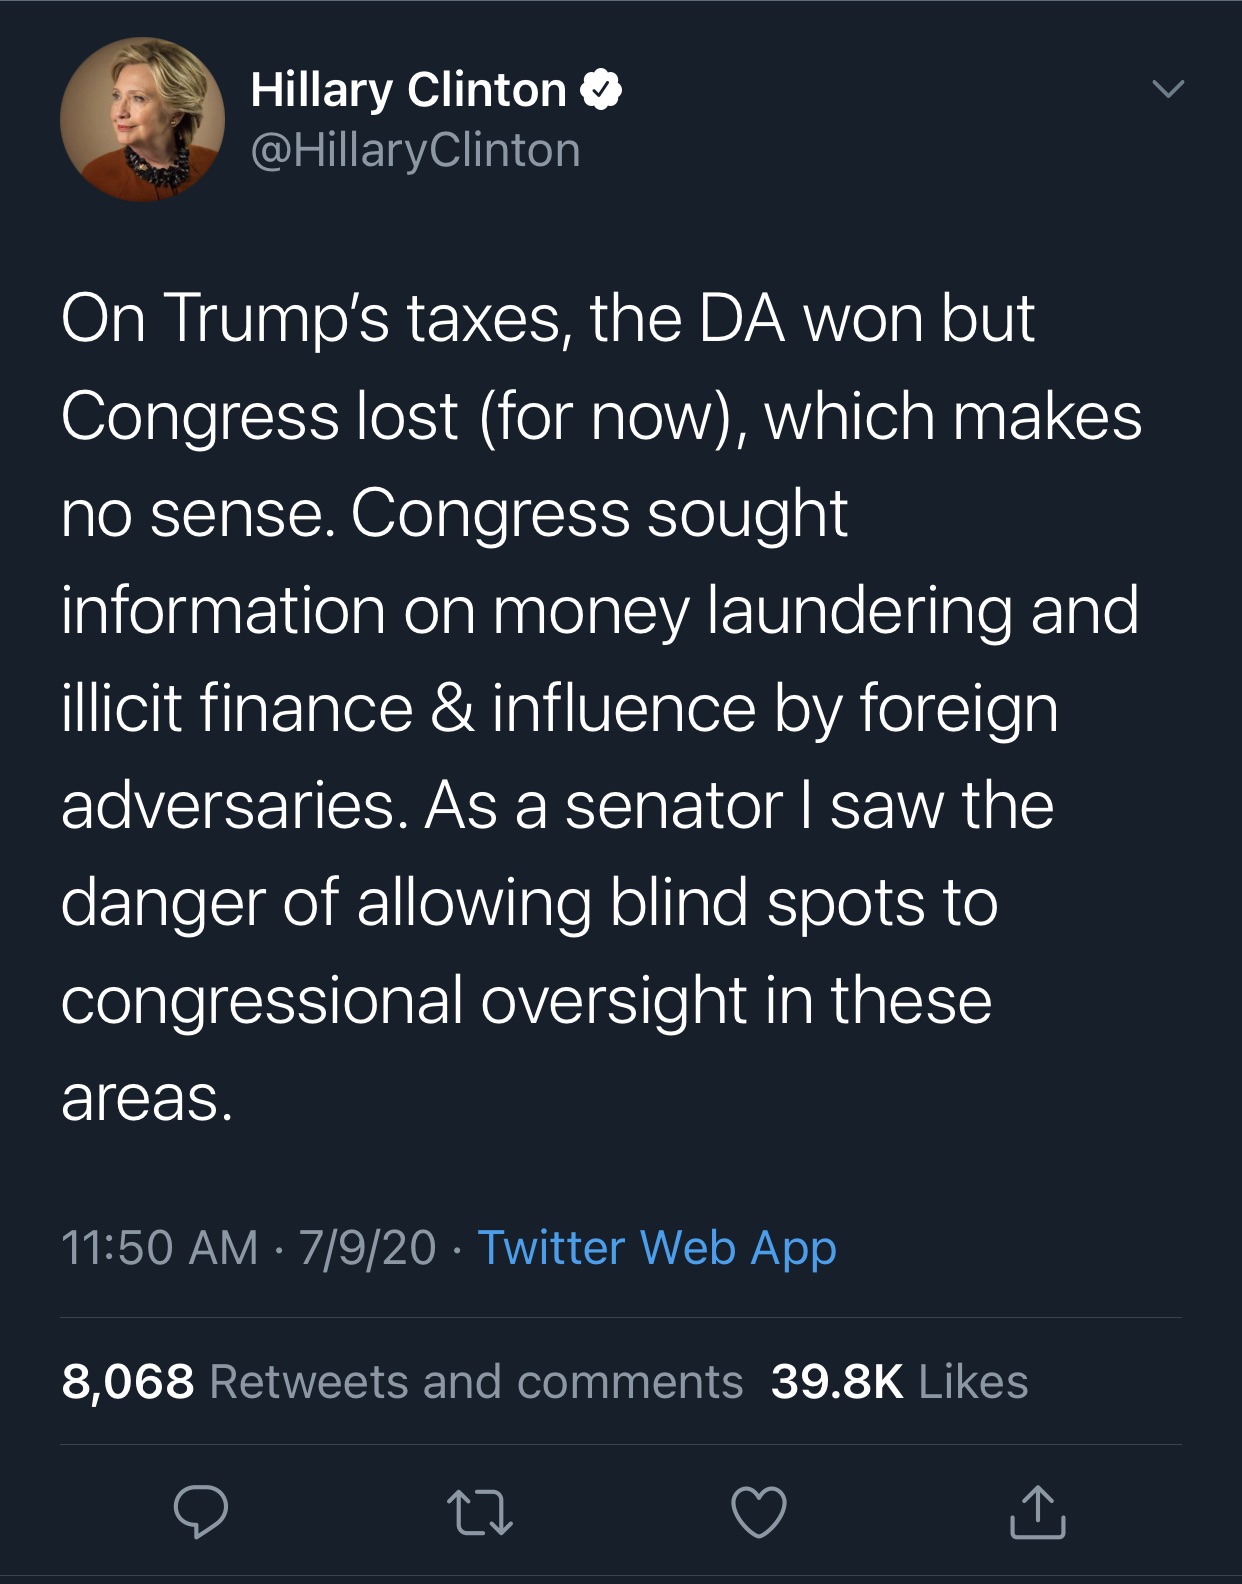 Hillary Clinton
@HillaryClinton
On Trump’s taxes, the DA won but
Congress lost (for now), which makes
no sense. Congress sought
information on money laundering and
illicit finance & influence by foreign
adversaries. As a senator I saw the
danger of allowing blind spots to
congressional oversight in these
areas.
11:50 AM · 7/9/20 · Twitter Web App
8,068 Retweets and comments 39.8K Likes